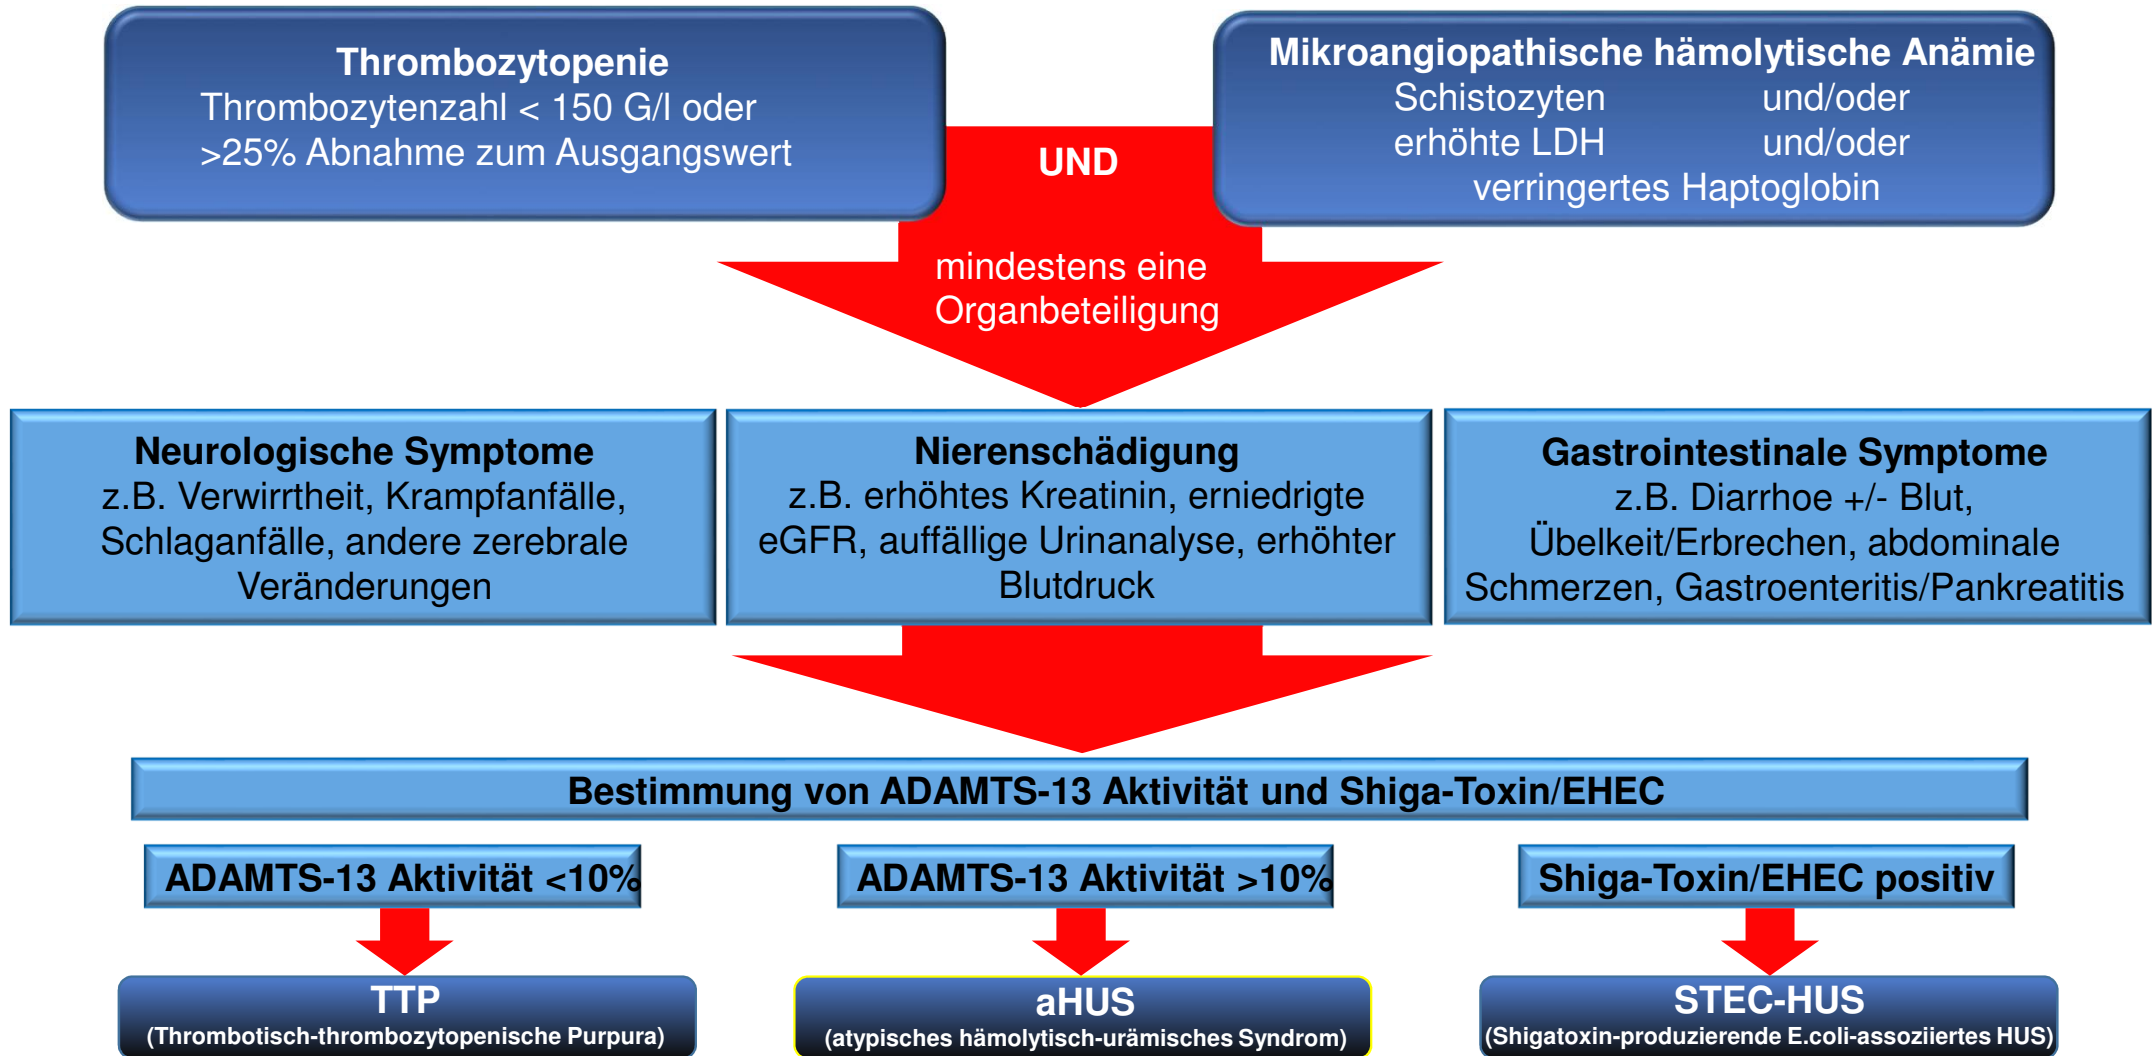 Thrombozytopenie
Thrombozytenzahl < 150 G/l oder
>25% Abnahme zum Ausgangswert
Mikroangiopathische hämolytische Anämie
Schistozyten und/oder
erhöhte LDH und/oder
verringertes Haptoglobin
UND
mindestens eine
Organbeteiligung
Neurologische Symptome
z.B. Verwirrtheit, Krampfanfälle,
Schlaganfälle, andere zerebrale
Veränderungen
Nierenschädigung
z.B. erhöhtes Kreatinin, erniedrigte
eGFR, auffällige Urinanalyse, erhöhter
Blutdruck
Gastrointestinale Symptome
z.B. Diarrhoe +/- Blut,
Übelkeit/Erbrechen, abdominale
Schmerzen, Gastroenteritis/Pankreatitis
Bestimmung von ADAMTS-13 Aktivität und Shiga-Toxin/EHEC
ADAMTS-13 Aktivität <10%
ADAMTS-13 Aktivität >10%
Shiga-Toxin/EHEC positiv
TTP
(Thrombotisch-thrombozytopenische Purpura)
aHUS
(atypisches hämolytisch-urämisches Syndrom)
STEC-HUS
(Shigatoxin-produzierende E.coli-assoziiertes HUS)